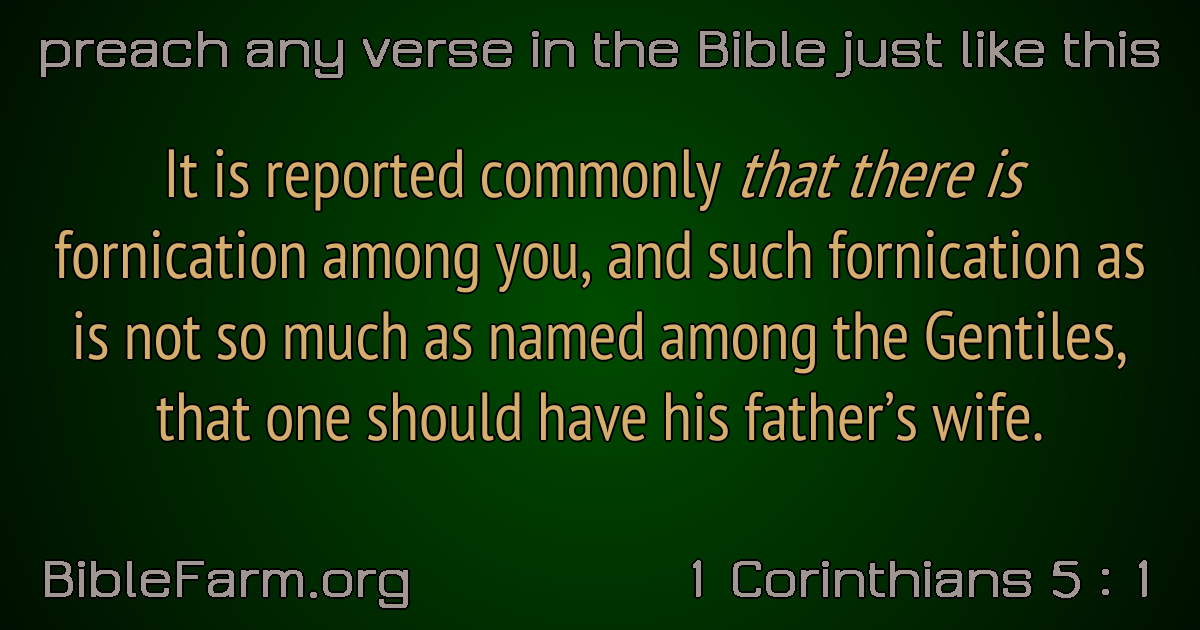 preach any verse in the Bible just like this
It is reported commonly that there is
fornication among you, and such fornication as
is not so much as named among the Gentiles,
that one should have his father’s wife.
BibleFarm.org
1 Corinthians 5 : 1